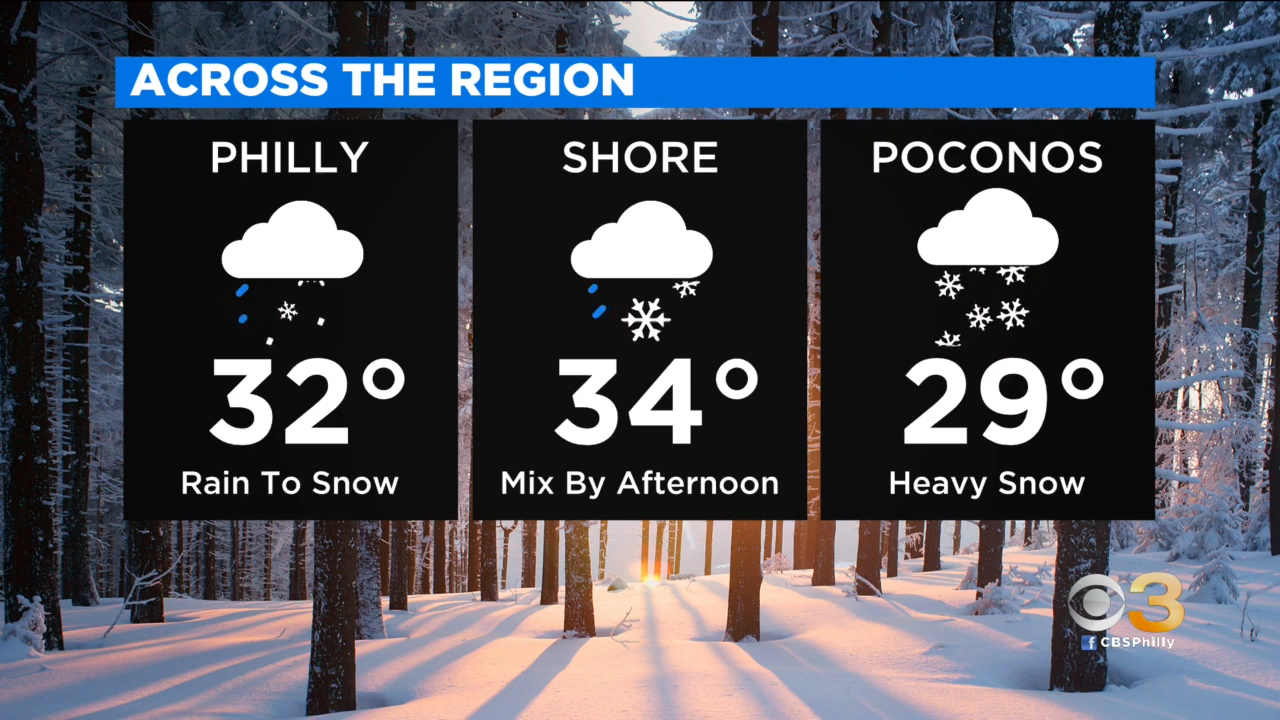 ACROSS THE REGION
PHILLY
32°
Rain To Snow
SHORE
34°
Mix By Afternoon
POCONOS
29°
Heavy Snow
3
f CBSPhilly